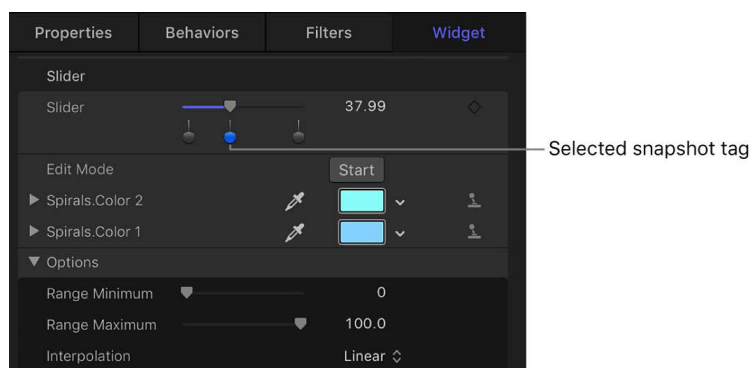 Properties Behaviors Filters Widget
Slider
Slider 37.99
Selected snapshot tag
Edit Mode Start
Spirals.Color 2
Spirals.Color 1
Options
Range Minimum 0
Range Maximum 100.0
Interpolation Linear